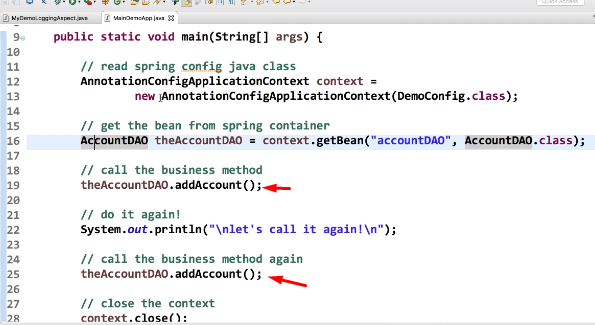 Quick Access
MyDemoLoggingAspect.java MainDemoApp.java
9 public static void main(String[] args) {
10
11 // read spring config java class
12 AnnotationConfigApplicationContext context =
13 new AnnotationConfigApplicationContext(DemoConfig.class);
14
15 // get the bean from spring container
16 AccountDAO theAccountDAO = context.getBean("accountDAO", AccountDAO.class);
17
18 // call the business method
19 theAccountDAO.addAccount();
20
21 // do it again!
22 System.out.println("\nlet's call it again!\n");
23
24 // call the business method again
25 theAccountDAO.addAccount();
26
27 // close the context
28 context.close();